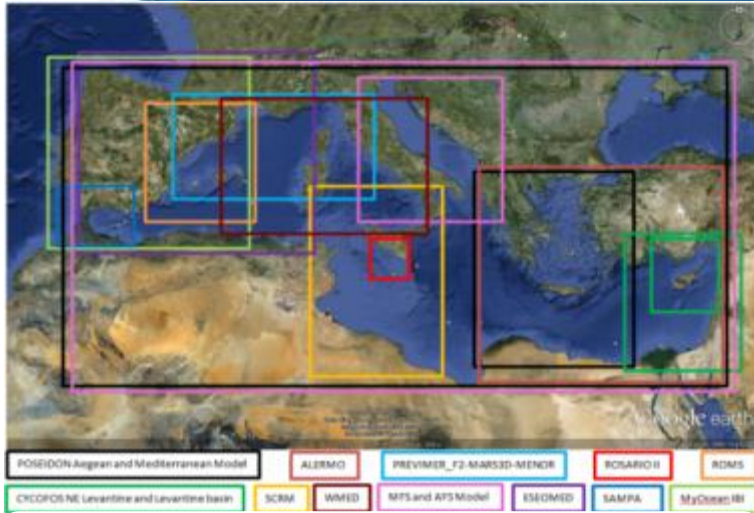 Google earth
POSEIDON Aegean and Mediterranean Model ALERMO PREVIMER_F2-MARS3D-MENOR ROSARIO II ROMS
CYCOFOS NE Levantine and Levantine basin SCRM WMED MFS and AFS Model ESEOMED SAMPA MyOcean IBI